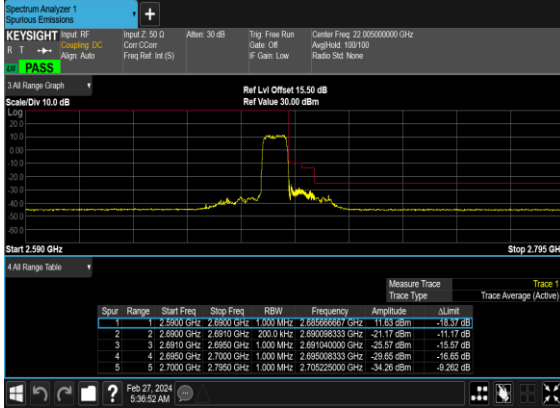 Spectrum Analyzer 1
Spurious Emissions
+
KEYSIGHT Input: RF Input Z: 50 Ω Atten: 30 dB Trig: Free Run Center Freq: 22.005000000 GHz
R T Coupling: DC Corr CCorr Gate: Off Avg|Hold: 100/100
Align: Auto Freq Ref: Int (S) IF Gain: Low Radio Std: None
LXI PASS
3 All Range Graph
Ref Lvl Offset 15.50 dB
Scale/Div 10.0 dB Ref Value 30.00 dBm
Log
20.0
10.0
0.00
-10.0
-20.0
-30.0
-40.0
-50.0
-60.0
Start 2.590 GHz Stop 2.795 GHz
4 All Range Table
Measure Trace Trace 1
Trace Type Trace Average (Active)
Spur Range Start Freq Stop Freq RBW Frequency Amplitude ΔLimit
1 1 2.5900 GHz 2.6900 GHz 1.000 MHz 2.685666667 GHz 11.63 dBm -18.37 dB
2 2 2.6900 GHz 2.6910 GHz 200.0 kHz 2.690098333 GHz -21.17 dBm -11.17 dB
3 3 2.6910 GHz 2.6950 GHz 1.000 MHz 2.691040000 GHz -25.57 dBm -15.57 dB
4 4 2.6950 GHz 2.7000 GHz 1.000 MHz 2.695008333 GHz -29.65 dBm -16.65 dB
5 5 2.7000 GHz 2.7950 GHz 1.000 MHz 2.705225000 GHz -34.26 dBm -9.262 dB
? Feb 27, 2024
5:36:52 AM